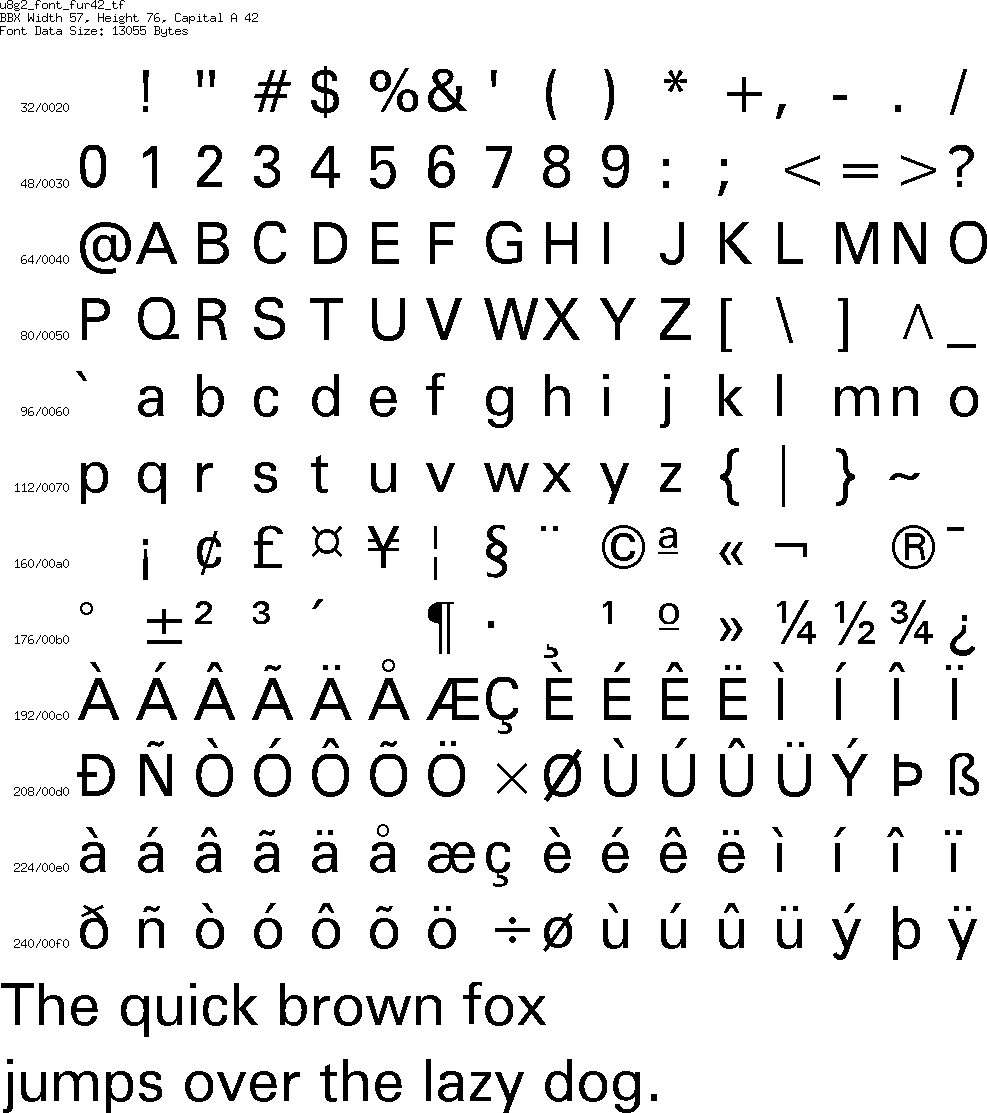 u8g2_font_fur42_tf
BBX Width 57, Height 76, Capital A 42
Font Data Size: 13055 Bytes
32/0020 ! " # $ % & ' ( ) * + , - . /
48/0030 0 1 2 3 4 5 6 7 8 9 : ; < = > ?
64/0040 @ A B C D E F G H I J K L M N O
80/0050 P Q R S T U V W X Y Z [ \ ] ^ _
96/0060 ` a b c d e f g h i j k l m n o
112/0070 p q r s t u v w x y z { | } ~
160/00a0 ¡ ¢ £ ¤ ¥ ¦ § ¨ © ª « ¬ ® ¯
176/00b0 ° ± ² ³ ´ ¶ · ¸ ¹ º » ¼ ½ ¾ ¿
192/00c0 À Á Â Ã Ä Å Æ Ç È É Ê Ë Ì Í Î Ï
208/00d0 Ð Ñ Ò Ó Ô Õ Ö × Ø Ù Ú Û Ü Ý Þ ß
224/00e0 à á â ã ä å æ ç è é ê ë ì í î ï
240/00f0 ð ñ ò ó ô õ ö ÷ ø ù ú û ü ý þ ÿ
The quick brown fox
jumps over the lazy dog.